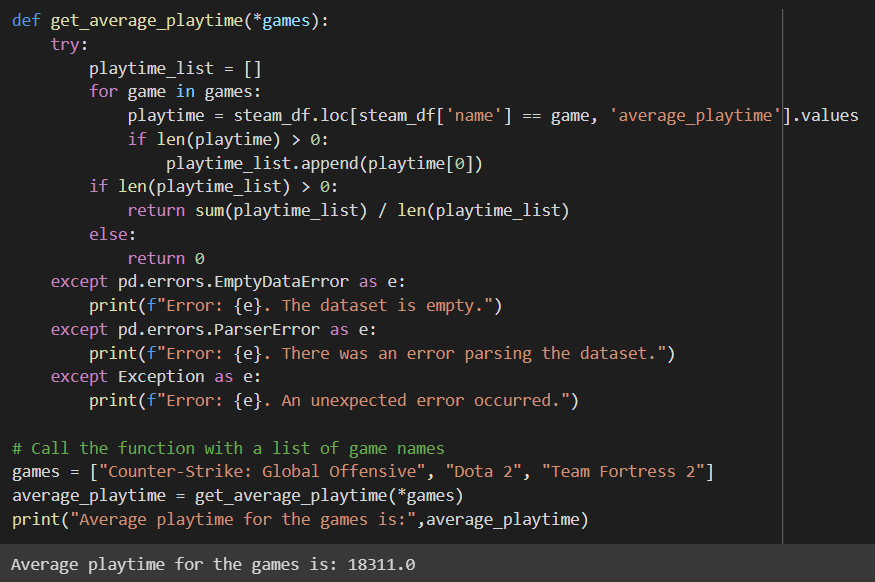 def get_average_playtime(*games):
    try:
        playtime_list = []
        for game in games:
            playtime = steam_df.loc[steam_df['name'] == game, 'average_playtime'].values
            if len(playtime) > 0:
                playtime_list.append(playtime[0])
        if len(playtime_list) > 0:
            return sum(playtime_list) / len(playtime_list)
        else:
            return 0
    except pd.errors.EmptyDataError as e:
        print(f"Error: {e}. The dataset is empty.")
    except pd.errors.ParserError as e:
        print(f"Error: {e}. There was an error parsing the dataset.")
    except Exception as e:
        print(f"Error: {e}. An unexpected error occurred.")

# Call the function with a list of game names
games = ["Counter-Strike: Global Offensive", "Dota 2", "Team Fortress 2"]
average_playtime = get_average_playtime(*games)
print("Average playtime for the games is:",average_playtime)
Average playtime for the games is: 18311.0